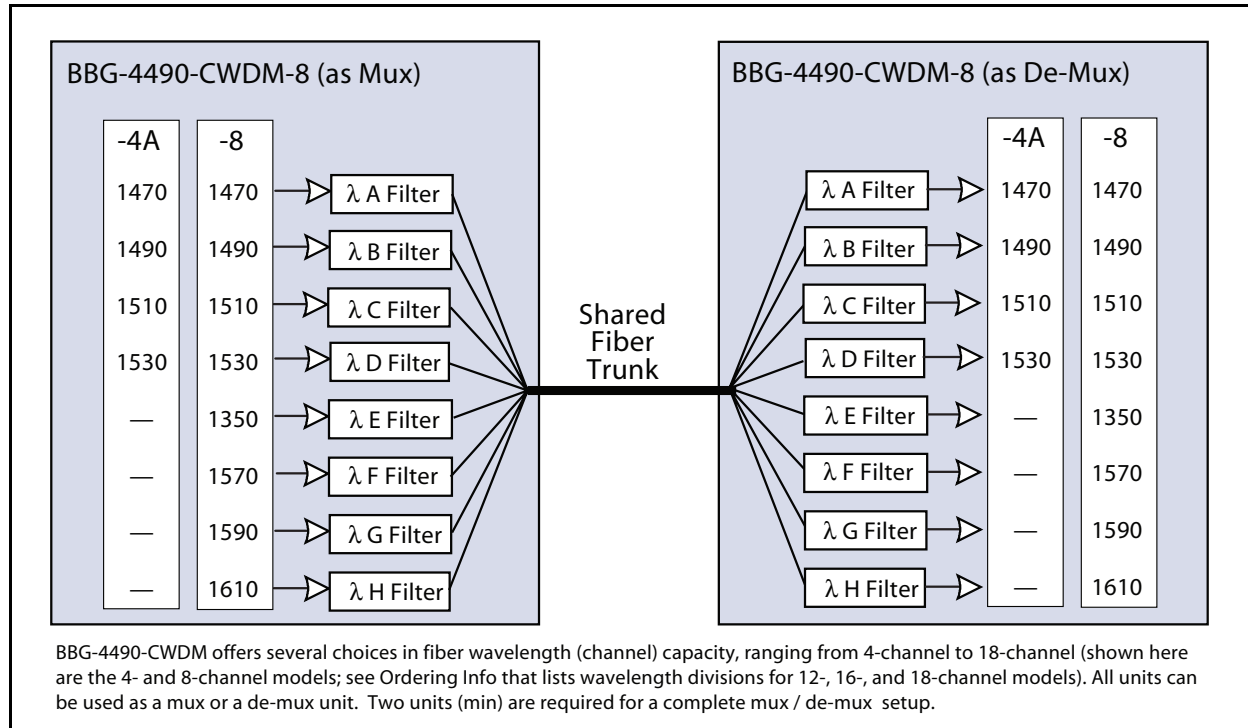 BBG-4490-CWDM-8 (as Mux)
-4A -8
1470 1470 λ A Filter
1490 1490 λ B Filter
1510 1510 λ C Filter
1530 1530 λ D Filter
— 1350 λ E Filter
— 1570 λ F Filter
— 1590 λ G Filter
— 1610 λ H Filter
Shared
Fiber
Trunk
BBG-4490-CWDM-8 (as De-Mux)
-4A -8
λ A Filter 1470 1470
λ B Filter 1490 1490
λ C Filter 1510 1510
λ D Filter 1530 1530
λ E Filter — 1350
λ F Filter — 1570
λ G Filter — 1590
λ H Filter — 1610
BBG-4490-CWDM offers several choices in fiber wavelength (channel) capacity, ranging from 4-channel to 18-channel (shown here
are the 4- and 8-channel models; see Ordering Info that lists wavelength divisions for 12-, 16-, and 18-channel models). All units can
be used as a mux or a de-mux unit. Two units (min) are required for a complete mux / de-mux setup.